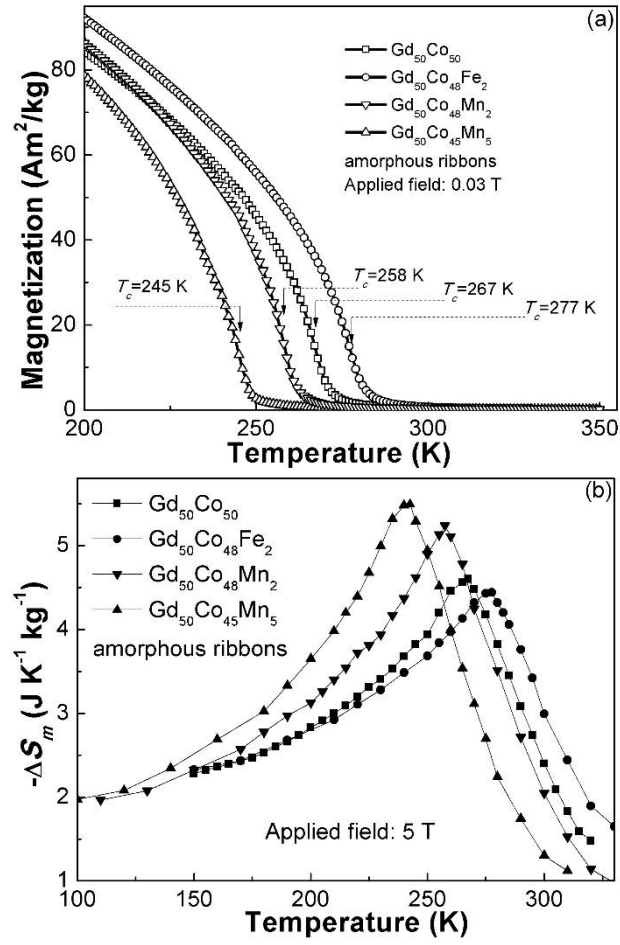 (a)
Gd50Co50
Gd50Co48Fe2
Gd50Co48Mn2
Gd50Co45Mn5
amorphous ribbons
Applied field: 0.03 T
Tc=245 K
Tc=258 K
Tc=267 K
Tc=277 K
Magnetization (Am²/kg)
80
60
40
20
0
200 250 300 350
Temperature (K)
(b)
Gd50Co50
Gd50Co48Fe2
Gd50Co48Mn2
Gd50Co45Mn5
amorphous ribbons
Applied field: 5 T
-ΔSm (J K⁻¹ kg⁻¹)
5
4
3
2
1
100 150 200 250 300
Temperature (K)